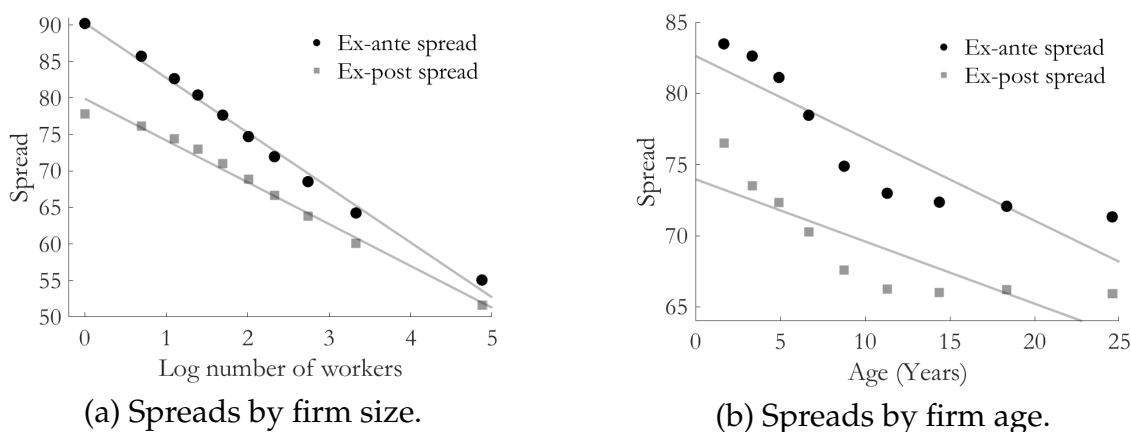 90
85
80
75
70
65
60
55
50
Spread
0
1
2
3
4
5
Log number of workers
Ex-ante spread
Ex-post spread
(a) Spreads by firm size.
85
80
75
70
65
Spread
0
5
10
15
20
25
Age (Years)
Ex-ante spread
Ex-post spread
(b) Spreads by firm age.